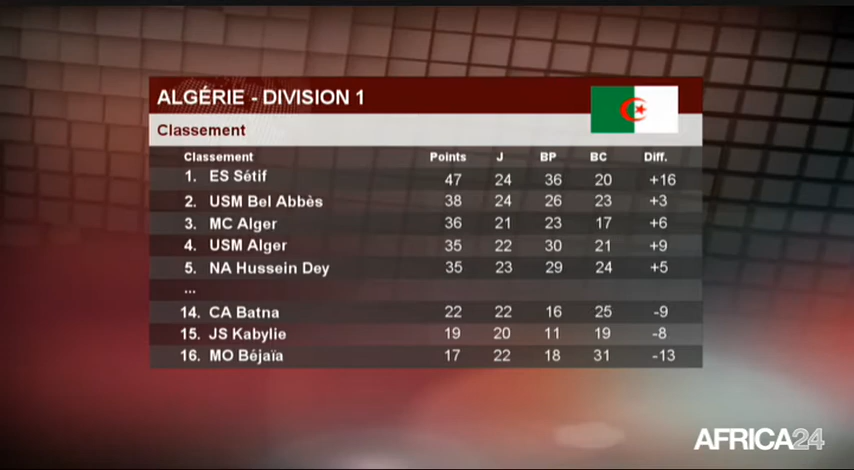 ALGÉRIE - DIVISION 1
Classement
Classement Points J BP BC Diff.
1. ES Sétif 47 24 36 20 +16
2. USM Bel Abbès 38 24 26 23 +3
3. MC Alger 36 21 23 17 +6
4. USM Alger 35 22 30 21 +9
5. NA Hussein Dey 35 23 29 24 +5
...
14. CA Batna 22 22 16 25 -9
15. JS Kabylie 19 20 11 19 -8
16. MO Béjaïa 17 22 18 31 -13
AFRICA24